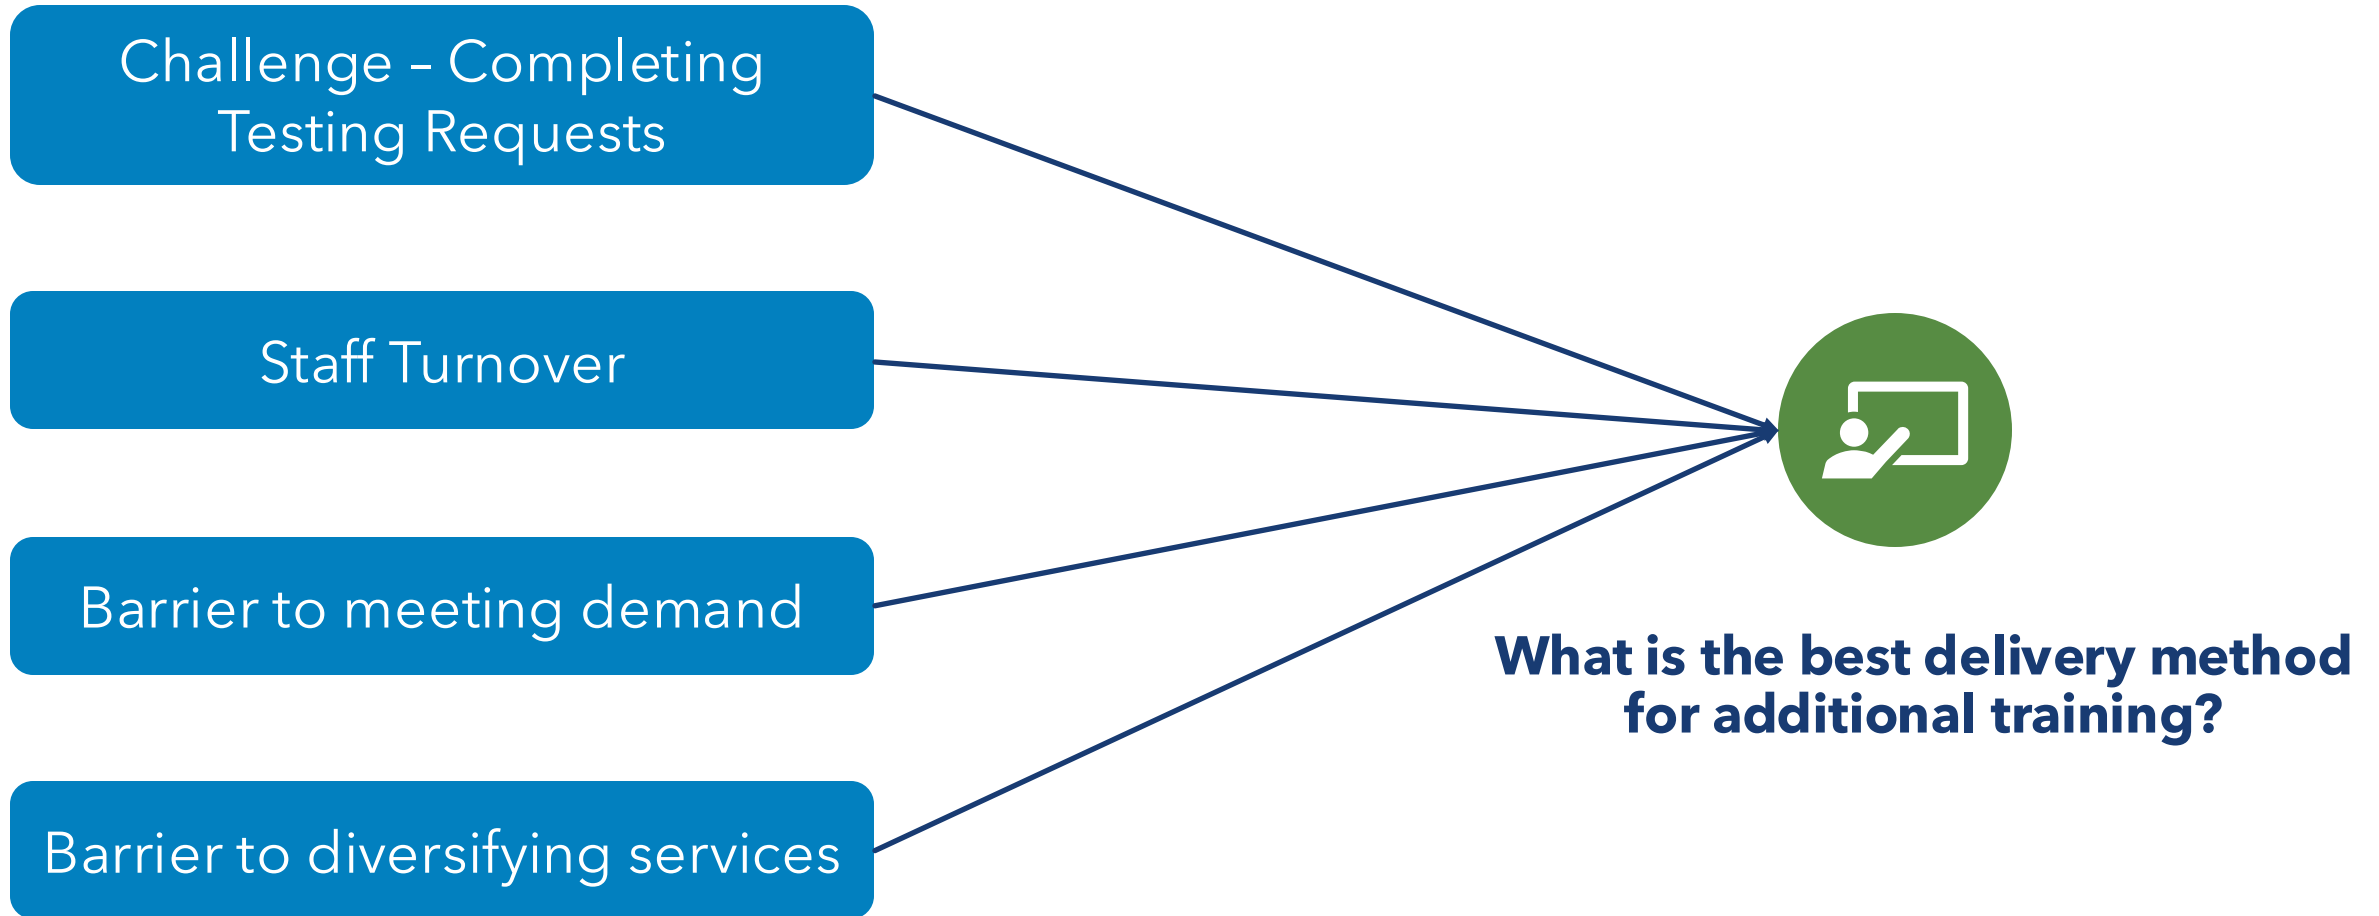 Challenge – Completing
Testing Requests
Staff Turnover
Barrier to meeting demand
Barrier to diversifying services
What is the best delivery method
for additional training?